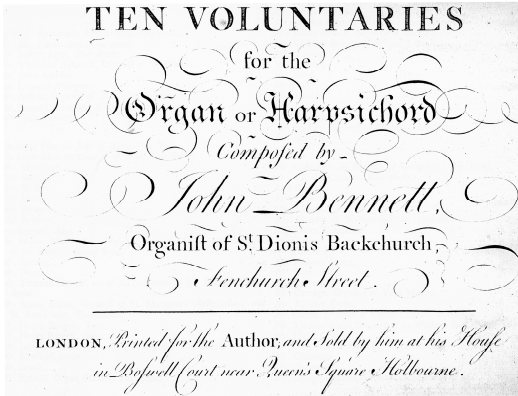 TEN VOLUNTARIES
for the
Organ or Harpsichord
Compoſed by
John Bennett,
Organiſt of S.t Dionis Backchurch,
Fenchurch Street.
LONDON, Printed for the Author, and Sold by him at his Houſe
in Boſwell Court near Queen's Square Holbourne.